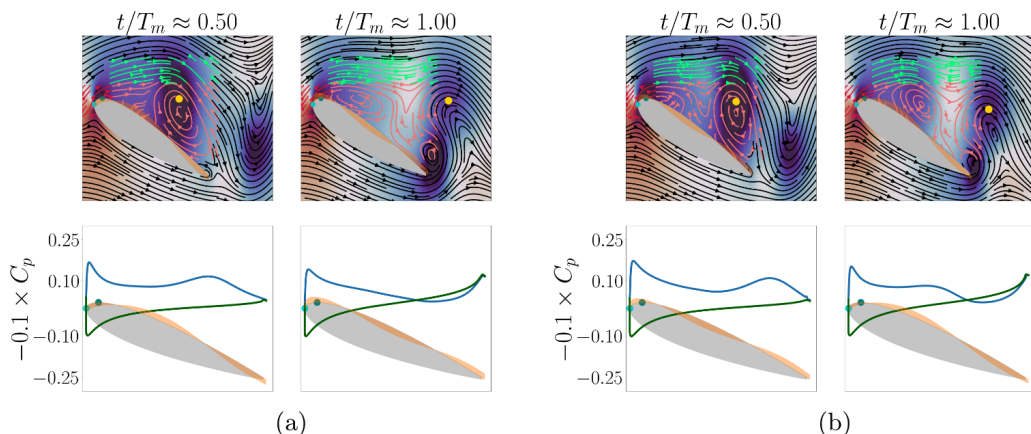 t/T_m ≈ 0.50
t/T_m ≈ 1.00
t/T_m ≈ 0.50
t/T_m ≈ 1.00
−0.1 × C_p
0.25
0.10
−0.10
−0.25
−0.1 × C_p
0.25
0.10
−0.10
−0.25
(a)
(b)